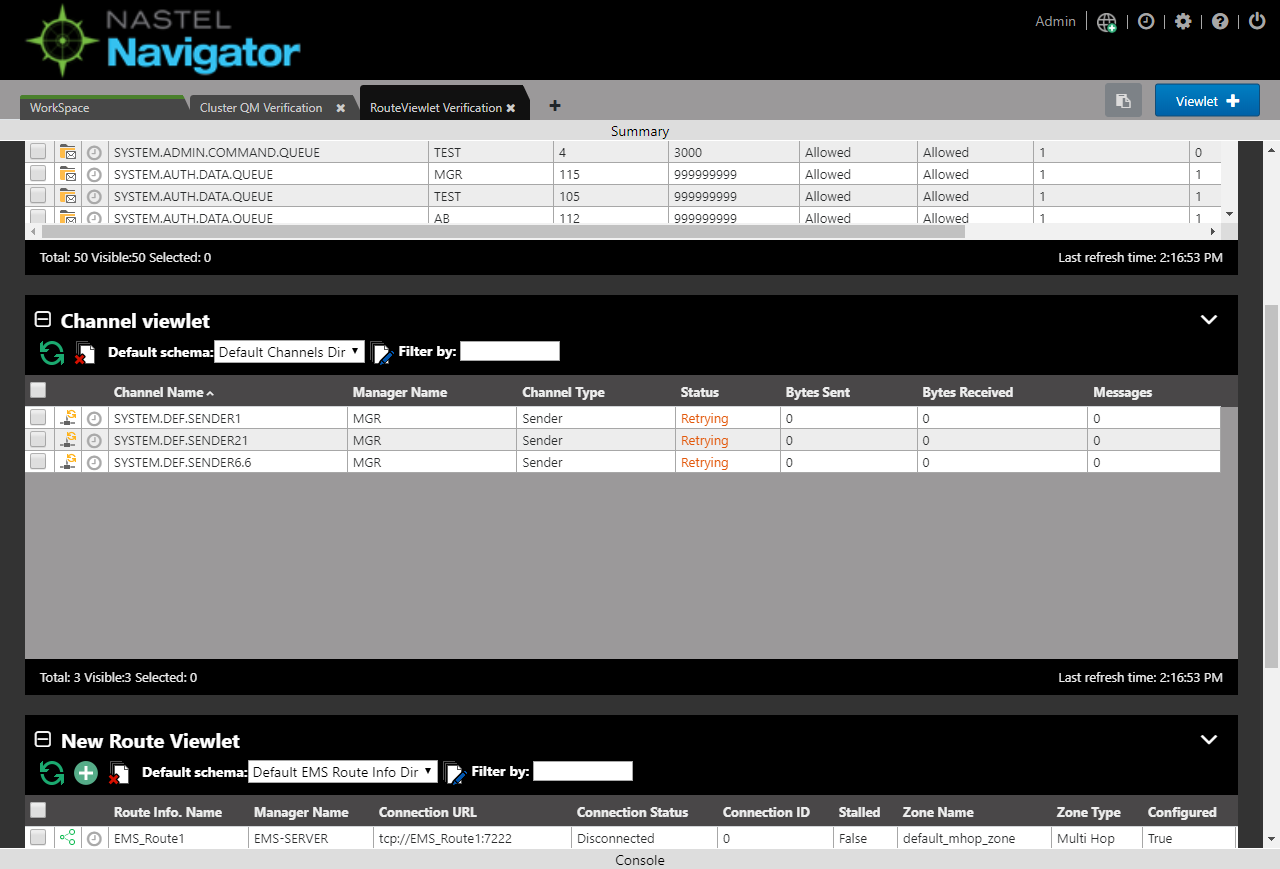 NASTEL
Navigator
Admin
WorkSpace Cluster QM Verification RouteViewlet Verification
Viewlet
Summary
SYSTEM.ADMIN.COMMAND.QUEUE TEST 4 3000 Allowed Allowed 1 0
SYSTEM.AUTH.DATA.QUEUE MGR 115 999999999 Allowed Allowed 1 1
SYSTEM.AUTH.DATA.QUEUE TEST 105 999999999 Allowed Allowed 1 1
SYSTEM.AUTH.DATA.QUEUE AB 112 999999999 Allowed Allowed 1 1
Total: 50 Visible:50 Selected: 0 Last refresh time: 2:16:53 PM
Channel viewlet
Default schema: Default Channels Dir Filter by:
Channel Name Manager Name Channel Type Status Bytes Sent Bytes Received Messages
SYSTEM.DEF.SENDER1 MGR Sender Retrying 0 0 0
SYSTEM.DEF.SENDER21 MGR Sender Retrying 0 0 0
SYSTEM.DEF.SENDER6.6 MGR Sender Retrying 0 0 0
Total: 3 Visible:3 Selected: 0 Last refresh time: 2:16:53 PM
New Route Viewlet
Default schema: Default EMS Route Info Dir Filter by:
Route Info. Name Manager Name Connection URL Connection Status Connection ID Stalled Zone Name Zone Type Configured
EMS_Route1 EMS-SERVER tcp://EMS_Route1:7222 Disconnected 0 False default_mhop_zone Multi Hop True
Console